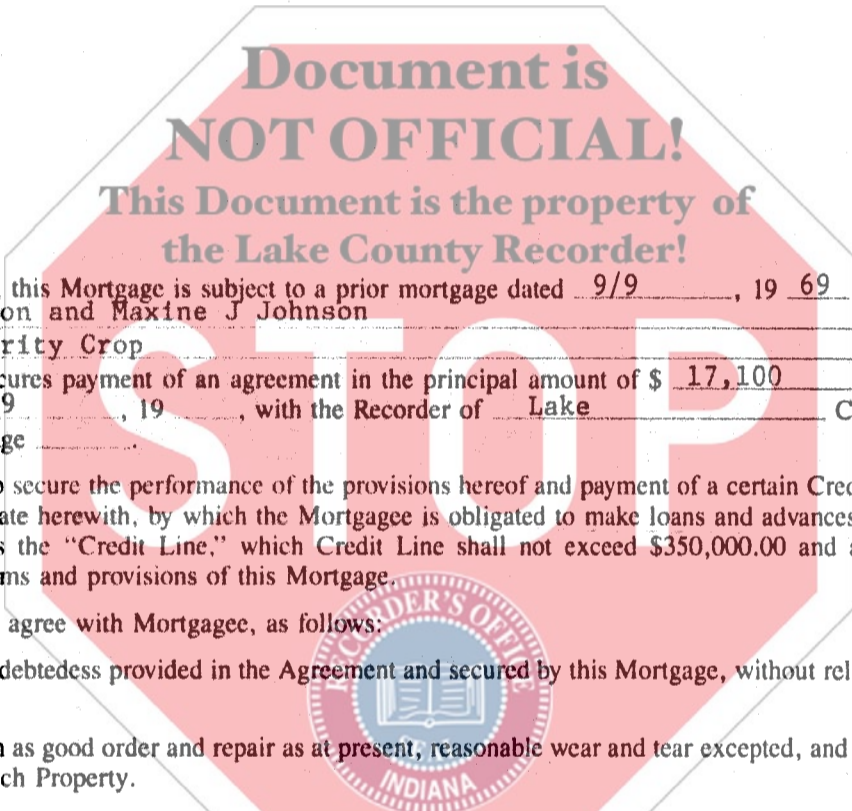 Document is
NOT OFFICIAL!
This Document is the property of
the Lake County Recorder!
this Mortgage is subject to a prior mortgage dated 9/9, 19 69
on and Maxine J Johnson
rity Crop
cures payment of an agreement in the principal amount of $ 17,100
9, 19, with the Recorder of Lake C
ge.
STOP
o secure the performance of the provisions hereof and payment of a certain Cred
ate herewith, by which the Mortgagee is obligated to make loans and advances
s the "Credit Line," which Credit Line shall not exceed $350,000.00 and a
ms and provisions of this Mortgage.
agree with Mortgagee, as follows:
debtedess provided in the Agreement and secured by this Mortgage, without rel
n as good order and repair as at present, reasonable wear and tear excepted, and
ch Property.
RECORDER'S OFFICE
INDIANA